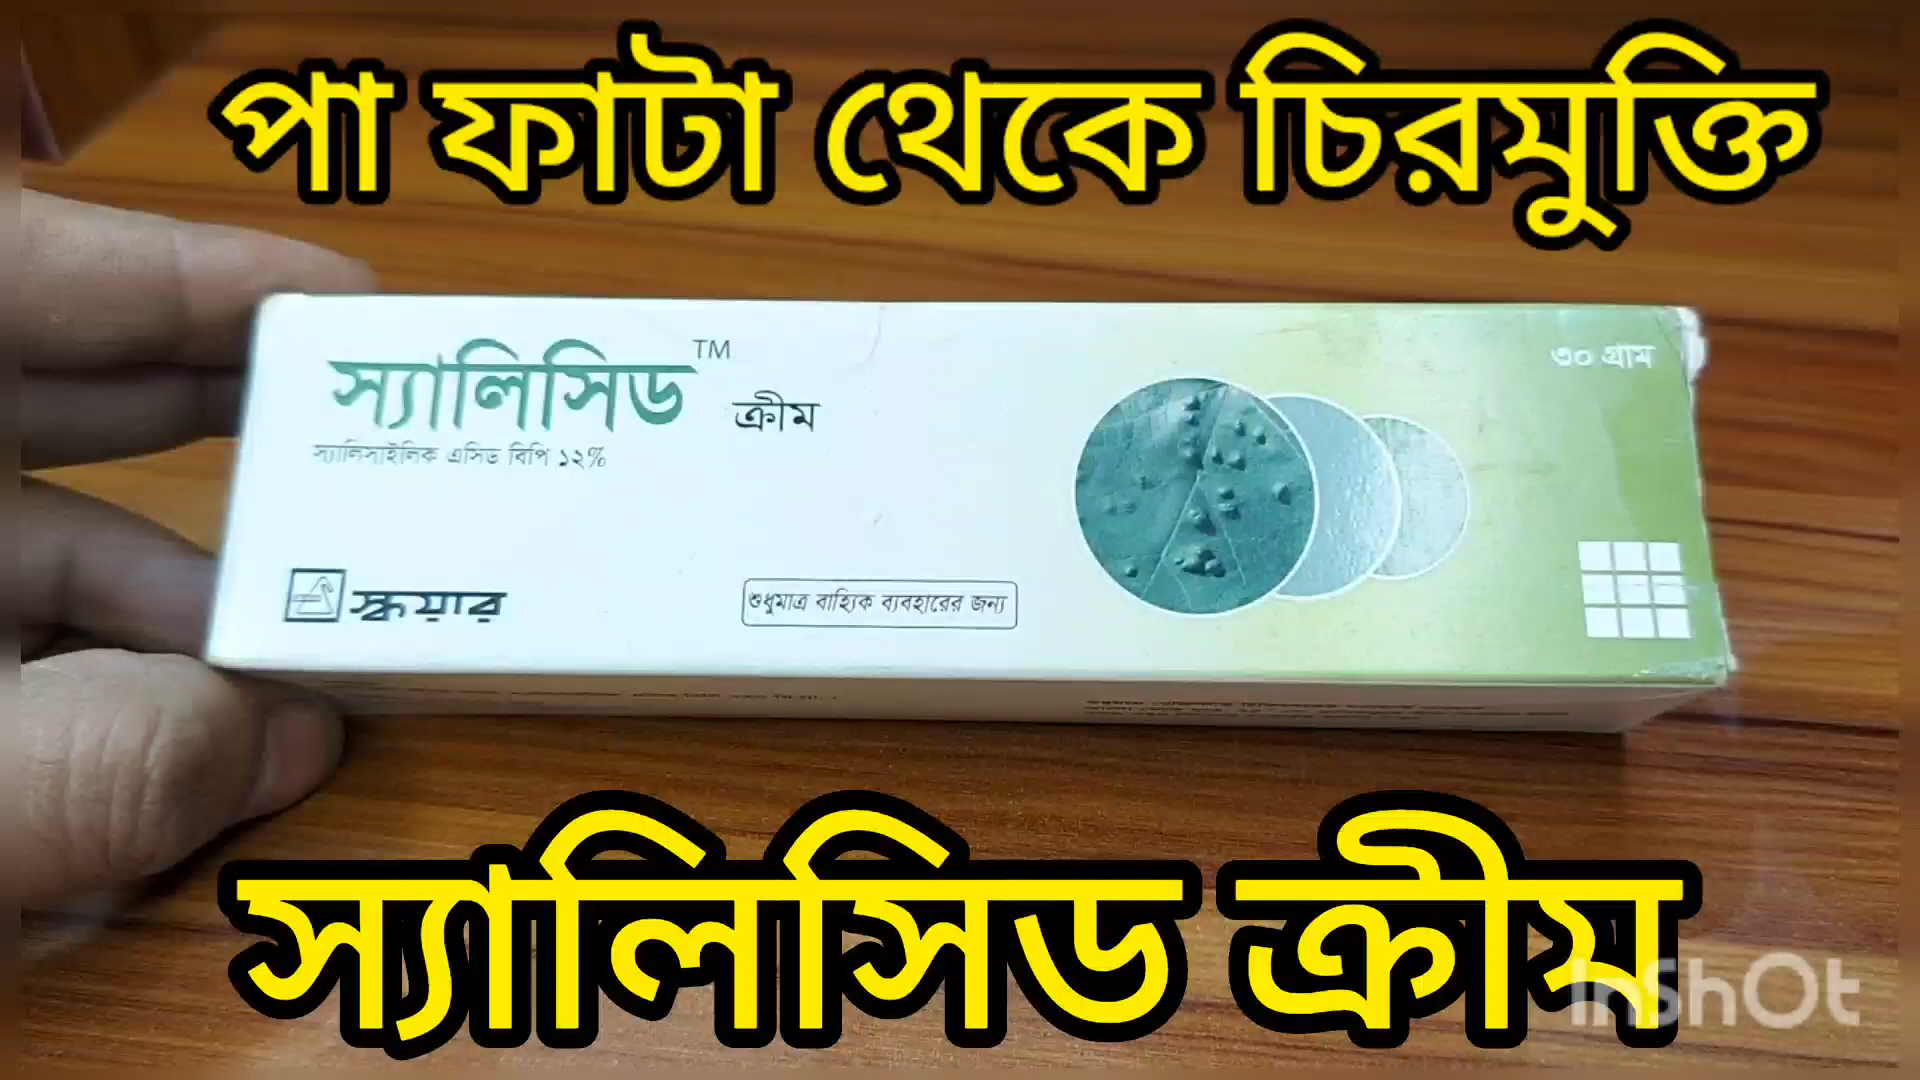 পা ফাটা থেকে চিরমুক্তি
স্যালিসিড™ ক্রীম
৩০ গ্রাম
স্যালিসাইলিক এসিড বিপি ১২%
স্কয়ার
শুধুমাত্র বাহ্যিক ব্যবহারের জন্য
স্যালিসিড ক্রীম
InShOt